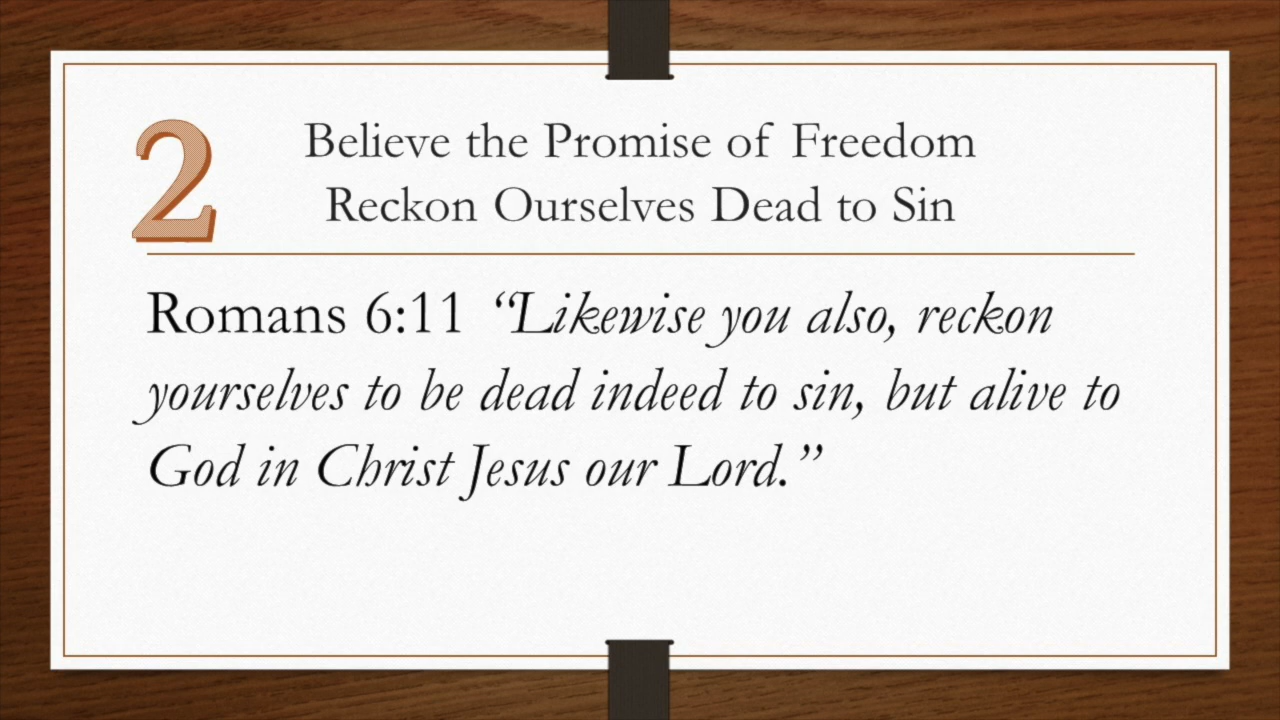 2
Believe the Promise of Freedom
Reckon Ourselves Dead to Sin
Romans 6:11 “Likewise you also, reckon
yourselves to be dead indeed to sin, but alive to
God in Christ Jesus our Lord.”